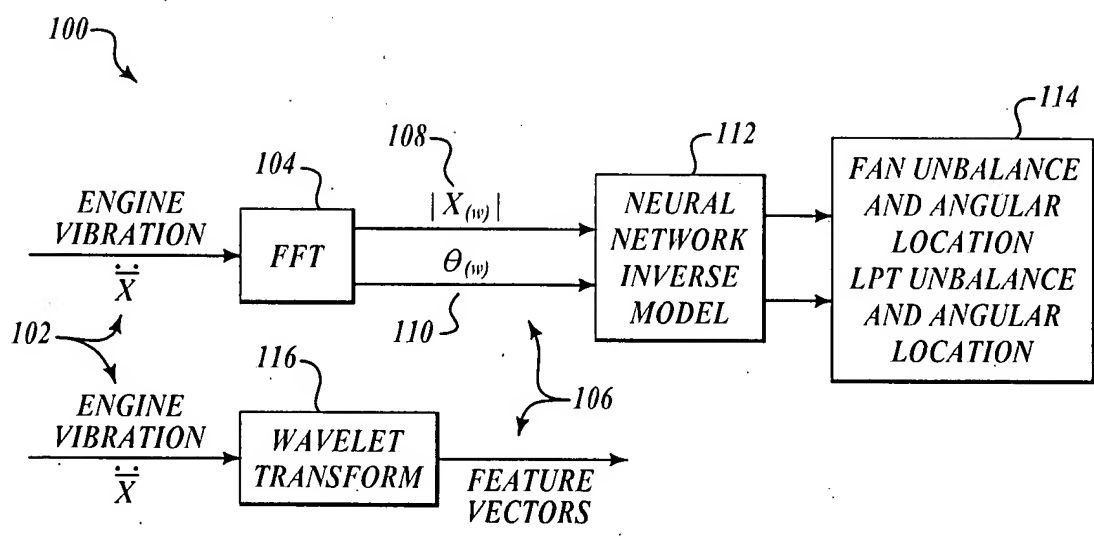 100
ENGINE
VIBRATION
Ẍ
102
104
FFT
108
| X(w) |
θ(w)
110
112
NEURAL
NETWORK
INVERSE
MODEL
114
FAN UNBALANCE
AND ANGULAR
LOCATION
LPT UNBALANCE
AND ANGULAR
LOCATION
106
ENGINE
VIBRATION
Ẍ
116
WAVELET
TRANSFORM
FEATURE
VECTORS